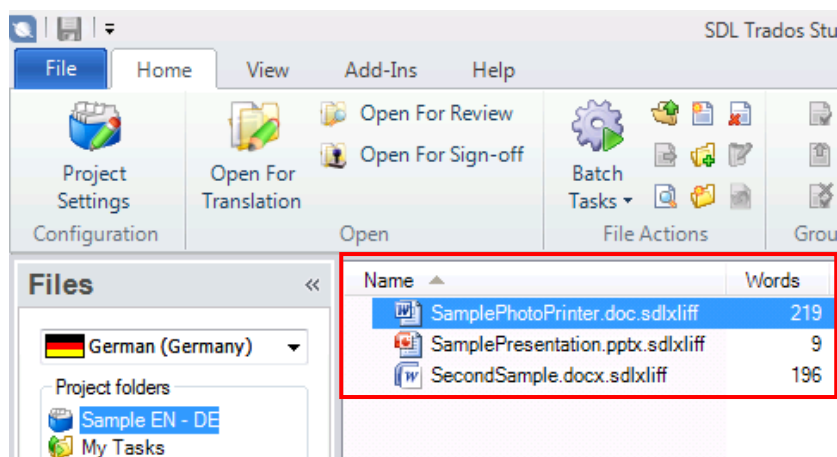 SDL Trados Stu
File Home View Add-Ins Help
Project Settings
Open For Translation
Open For Review
Open For Sign-off
Batch Tasks
Configuration Open File Actions Grou
Files «
Name Words
SamplePhotoPrinter.doc.sdlxliff 219
SamplePresentation.pptx.sdlxliff 9
SecondSample.docx.sdlxliff 196
German (Germany)
Project folders
Sample EN - DE
My Tasks